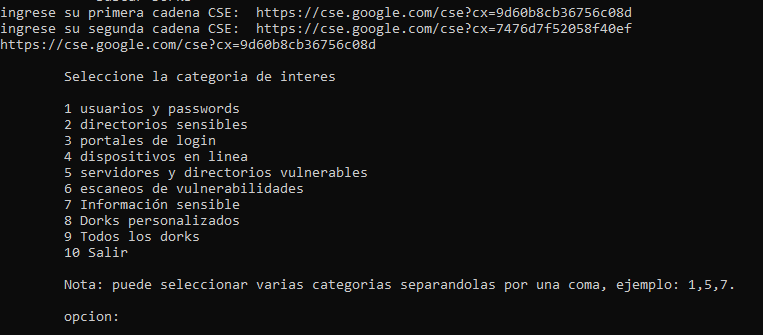 ingrese su primera cadena CSE:  https://cse.google.com/cse?cx=9d60b8cb36756c08d
ingrese su segunda cadena CSE:  https://cse.google.com/cse?cx=7476d7f52058f40ef
https://cse.google.com/cse?cx=9d60b8cb36756c08d
Seleccione la categoria de interes
1 usuarios y passwords
2 directorios sensibles
3 portales de login
4 dispositivos en linea
5 servidores y directorios vulnerables
6 escaneos de vulnerabilidades
7 Información sensible
8 Dorks personalizados
9 Todos los dorks
10 Salir
Nota: puede seleccionar varias categorias separandolas por una coma, ejemplo: 1,5,7.
opcion: